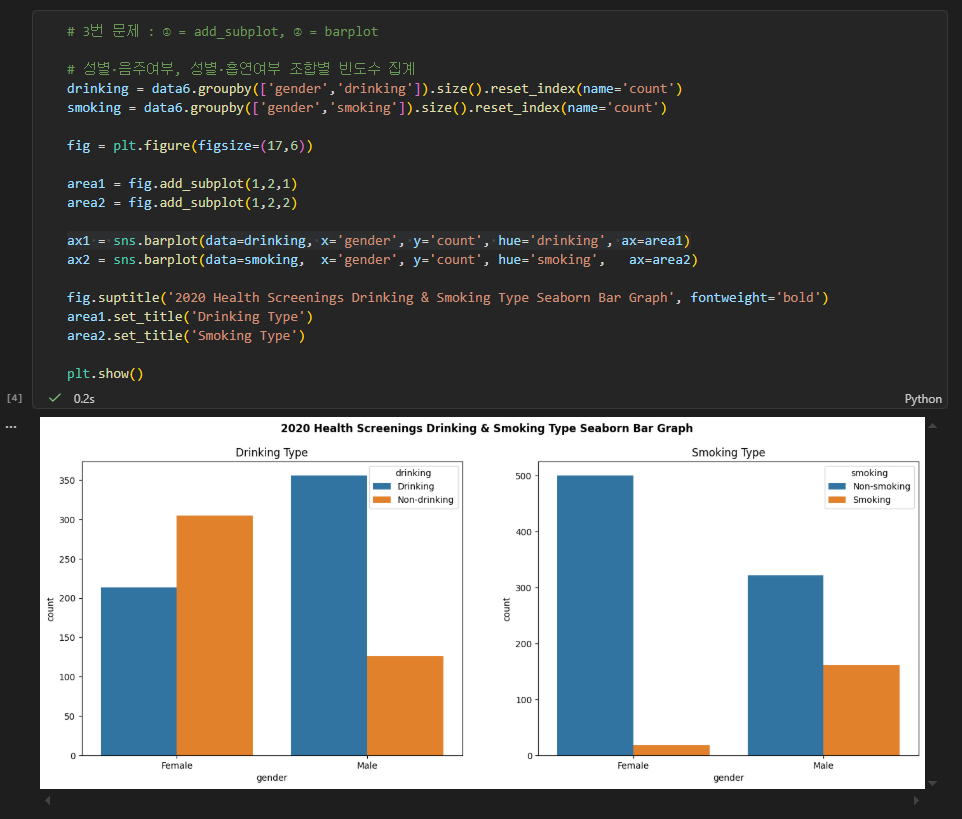 # 3번 문제 : ① = add_subplot, ② = barplot
# 성별·음주여부, 성별·흡연여부 조합별 빈도수 집계
drinking = data6.groupby(['gender','drinking']).size().reset_index(name='count')
smoking = data6.groupby(['gender','smoking']).size().reset_index(name='count')
fig = plt.figure(figsize=(17,6))
area1 = fig.add_subplot(1,2,1)
area2 = fig.add_subplot(1,2,2)
ax1 = sns.barplot(data=drinking, x='gender', y='count', hue='drinking', ax=area1)
ax2 = sns.barplot(data=smoking,  x='gender', y='count', hue='smoking',   ax=area2)
fig.suptitle('2020 Health Screenings Drinking & Smoking Type Seaborn Bar Graph', fontweight='bold')
area1.set_title('Drinking Type')
area2.set_title('Smoking Type')
plt.show()
[4]
0.2s
Python
2020 Health Screenings Drinking & Smoking Type Seaborn Bar Graph
Drinking Type
drinking
Drinking
Non-drinking
350
300
250
200
150
100
50
0
count
Female
Male
gender
Smoking Type
smoking
Non-smoking
Smoking
500
400
300
200
100
0
count
Female
Male
gender